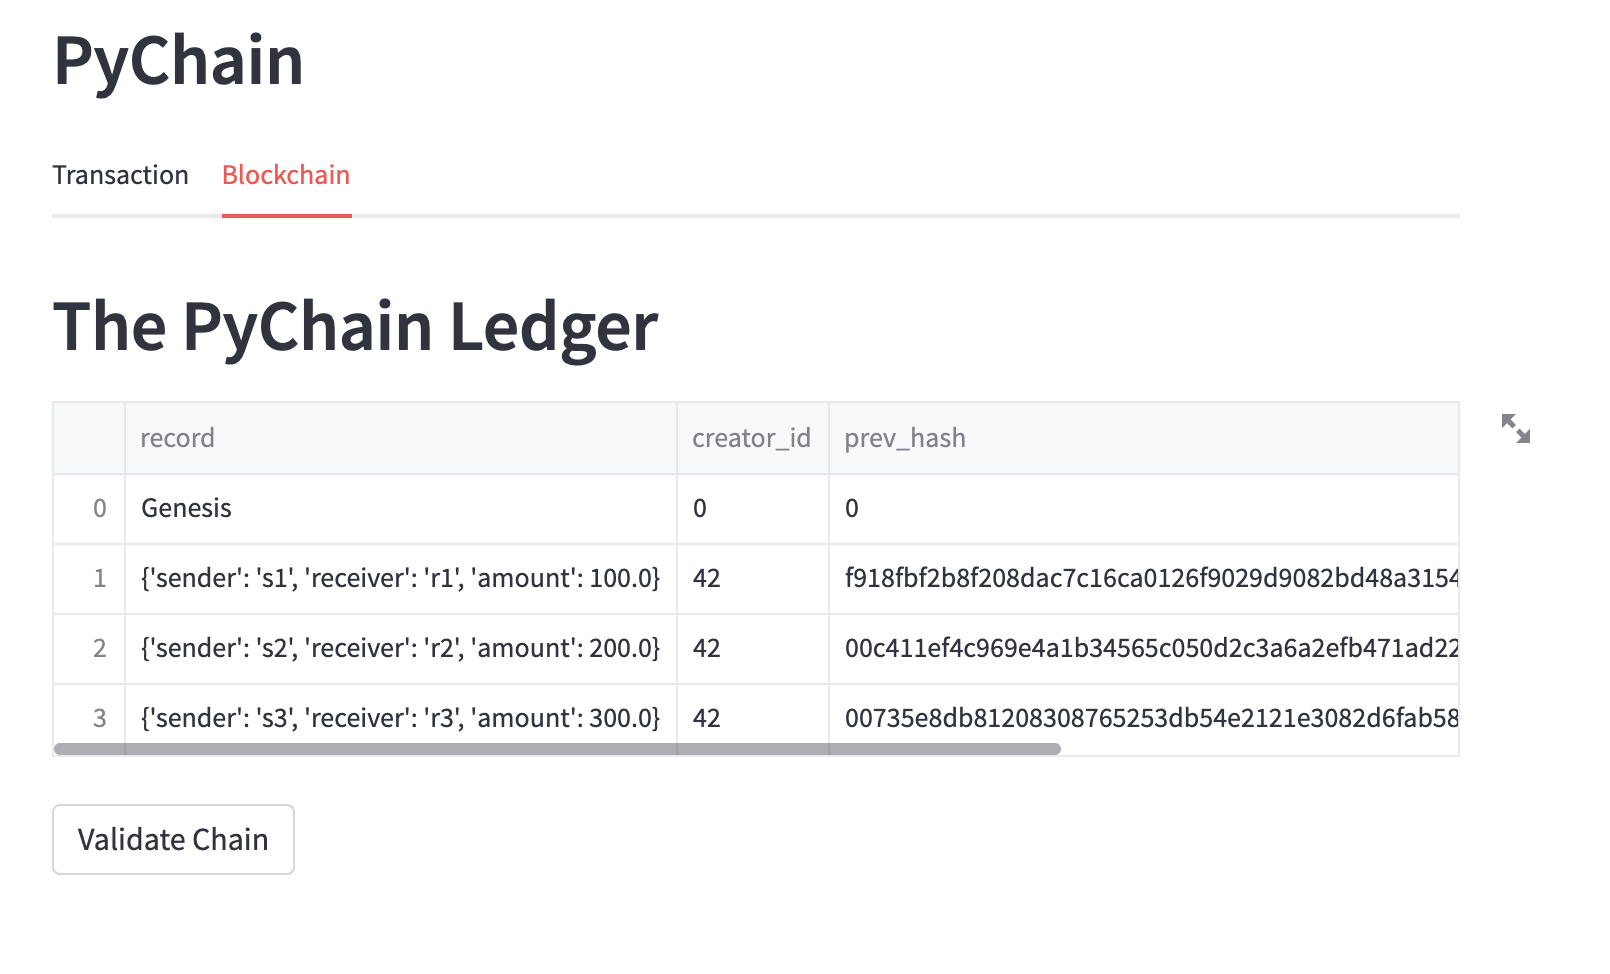 PyChain
Transaction Blockchain
The PyChain Ledger
record creator_id prev_hash
0 Genesis 0 0
1 {'sender': 's1', 'receiver': 'r1', 'amount': 100.0} 42 f918fbf2b8f208dac7c16ca0126f9029d9082bd48a3154
2 {'sender': 's2', 'receiver': 'r2', 'amount': 200.0} 42 00c411ef4c969e4a1b34565c050d2c3a6a2efb471ad22
3 {'sender': 's3', 'receiver': 'r3', 'amount': 300.0} 42 00735e8db81208308765253db54e2121e3082d6fab58
Validate Chain